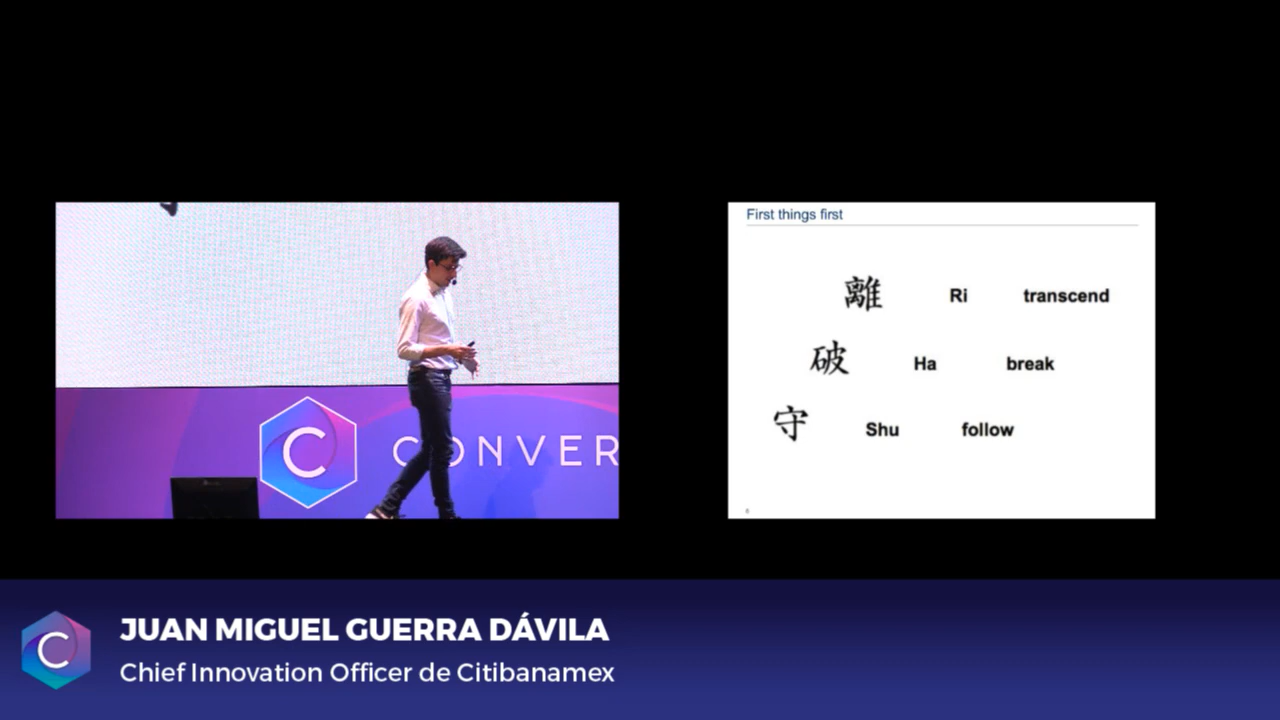 C CONVER
First things first
離 Ri transcend
破 Ha break
守 Shu follow
C
JUAN MIGUEL GUERRA DÁVILA
Chief Innovation Officer de Citibanamex